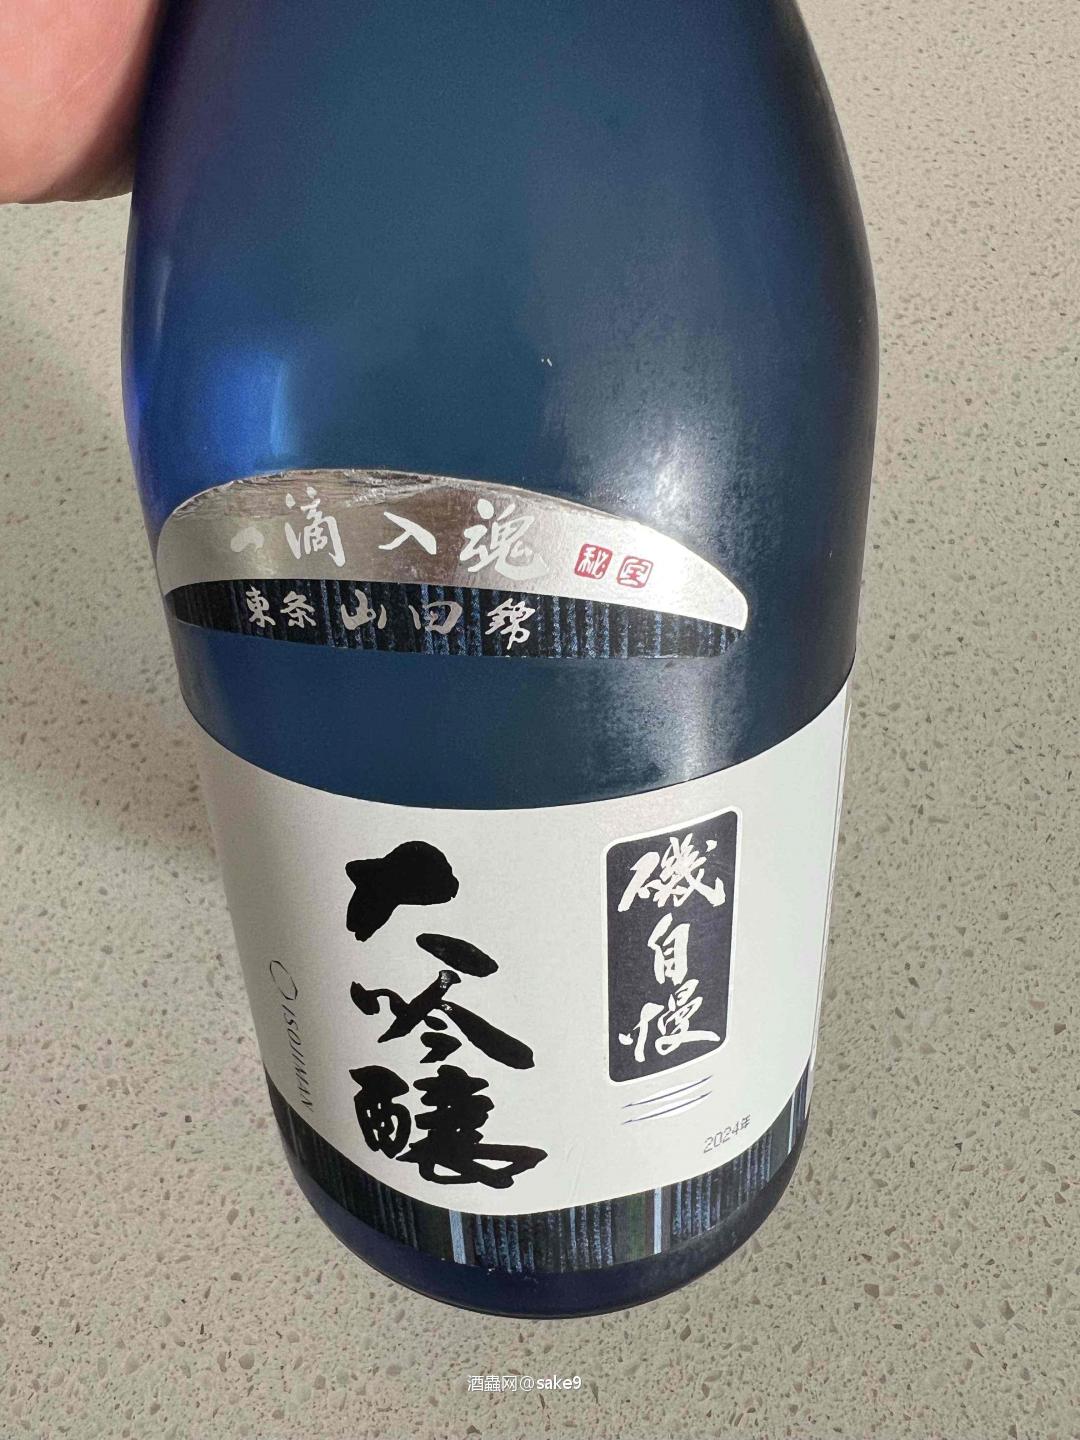 一滴入魂 秘宝
東条山田錦
大吟醸
磯自慢
2024年
ISOJIMAN
酒蟲网@sake9